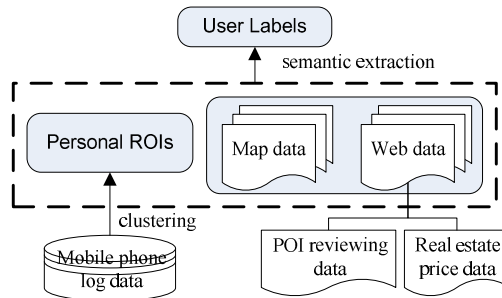 User Labels
semantic extraction
Personal ROIs
Map data
Web data
clustering
Mobile phone
log data
POI reviewing
data
Real estate
price data